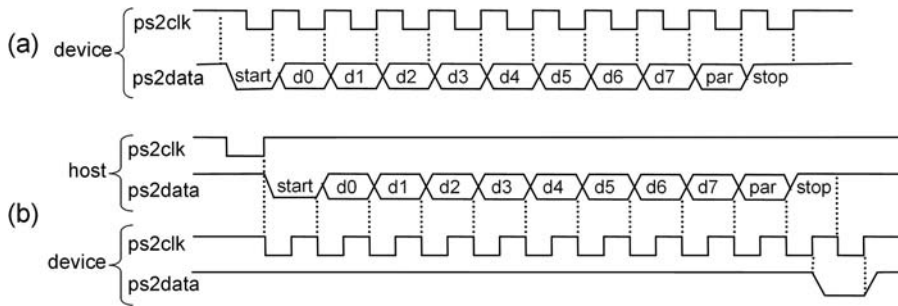 ps2clk
(a) device
ps2data start d0 d1 d2 d3 d4 d5 d6 d7 par stop
ps2clk
host
ps2data start d0 d1 d2 d3 d4 d5 d6 d7 par stop
(b)
ps2clk
device
ps2data